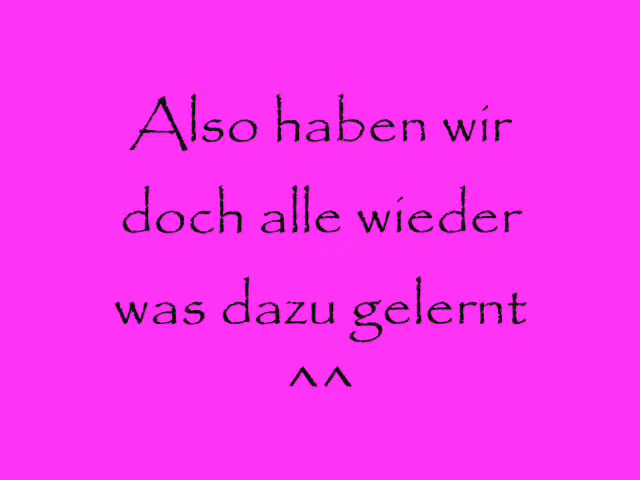 Also haben wir
doch alle wieder
was dazu gelernt
^^